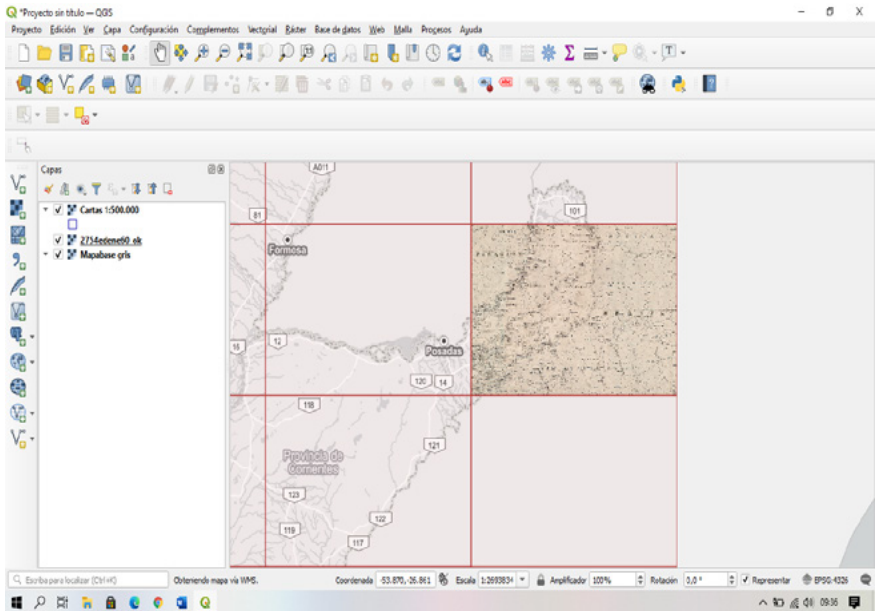 *Proyecto sin título — QGIS
Proyecto Edición Ver Capa Configuración Complementos Vectorial Ráster Base de datos Web Malla Procesos Ayuda
Capas
Cartas 1:500.000
2754edenet60_ok
Mapabase gris
A011
81
101
Formosa
16
12
Posadas
120
14
118
Provincia de
Corrientes
121
123
122
119
117
Escriba para localizar (Ctrl+K)
Obteniendo mapa vía WMS.
Coordenada -53.870,-26.861
Escala 1:2693834
Amplificador 100%
Rotación 0,0 °
Representar
EPSG:4326
09:36